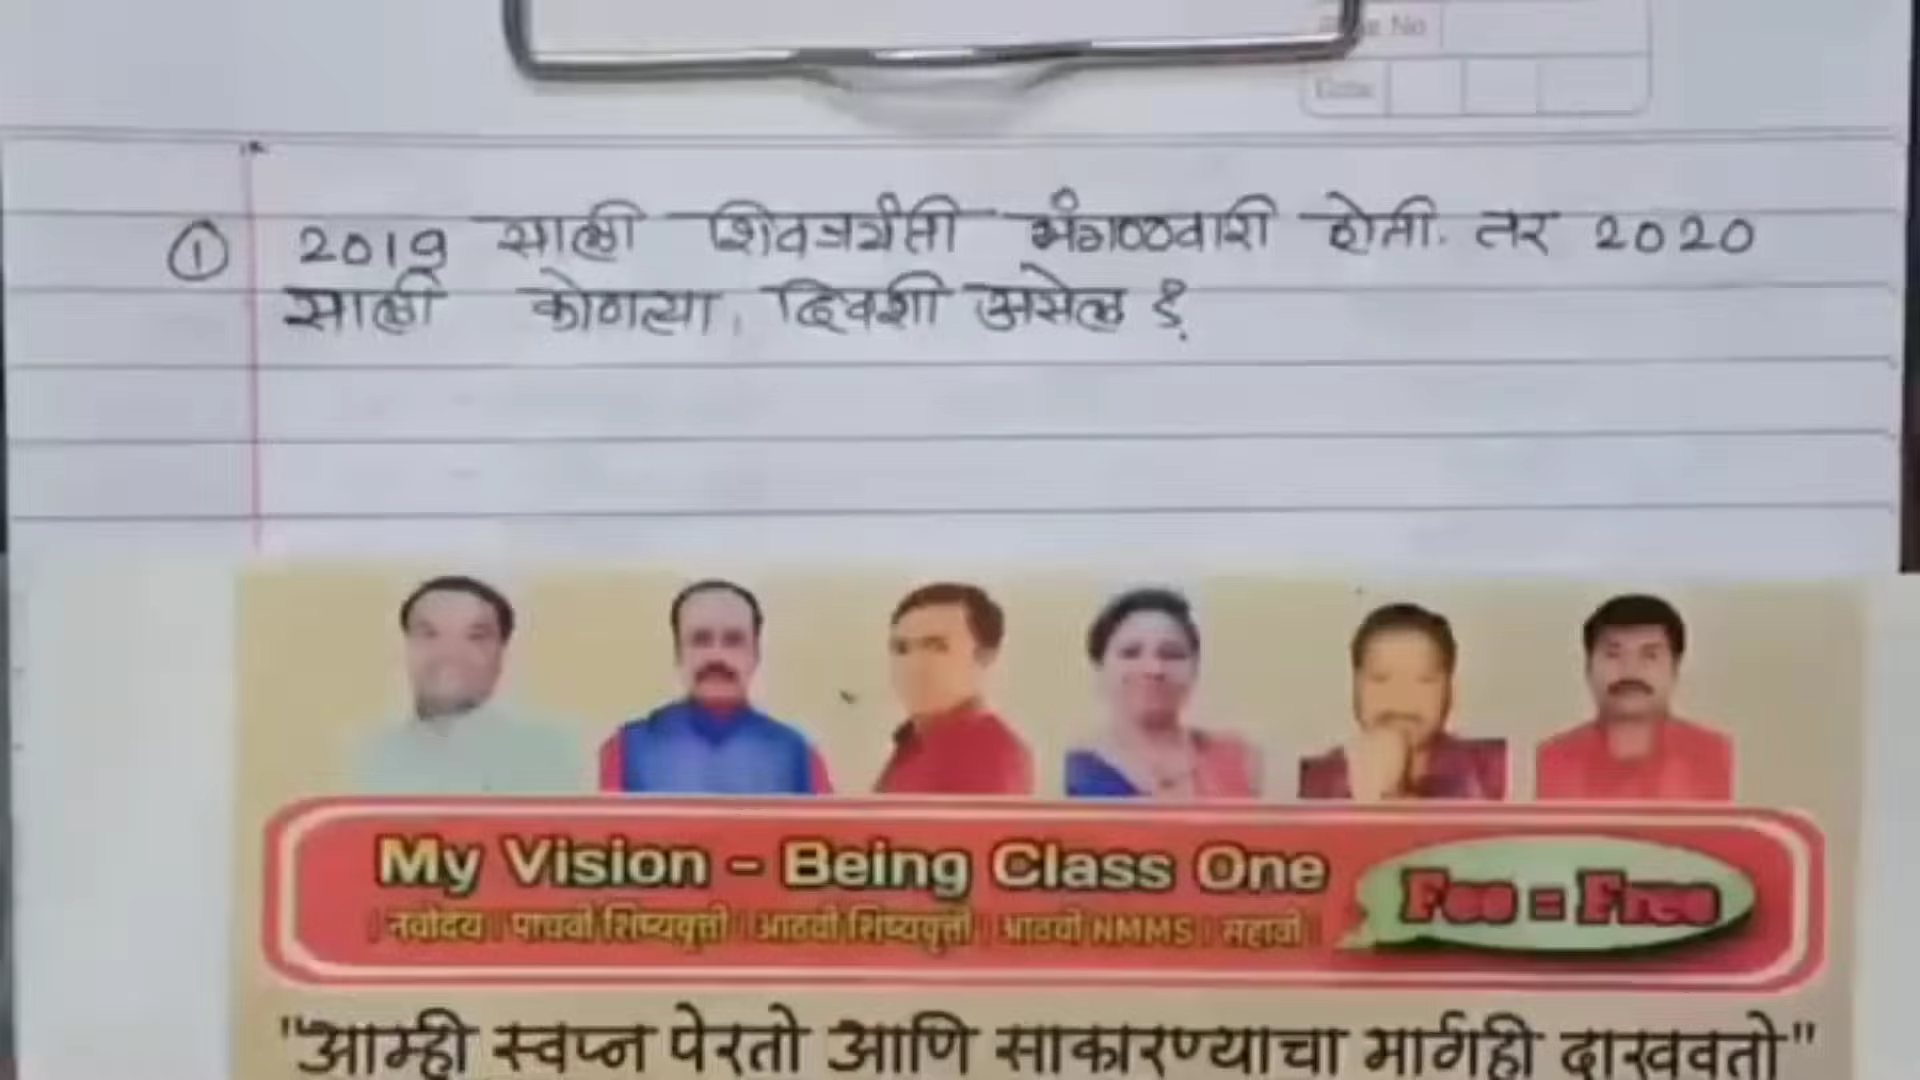 Date
① 2019 साली शिवजयंती मंगळवारी होती. तर 2020
साली कोणत्या दिवशी असेल ?
My Vision - Being Class One
Fee = Free
| नवोदय | पाचवी शिष्यवृत्ती | आठवी शिष्यवृत्ती | आठवी NMMS | सहावी |
"आम्ही स्वप्न पेरतो आणि साकारण्याचा मार्गही दाखवतो"